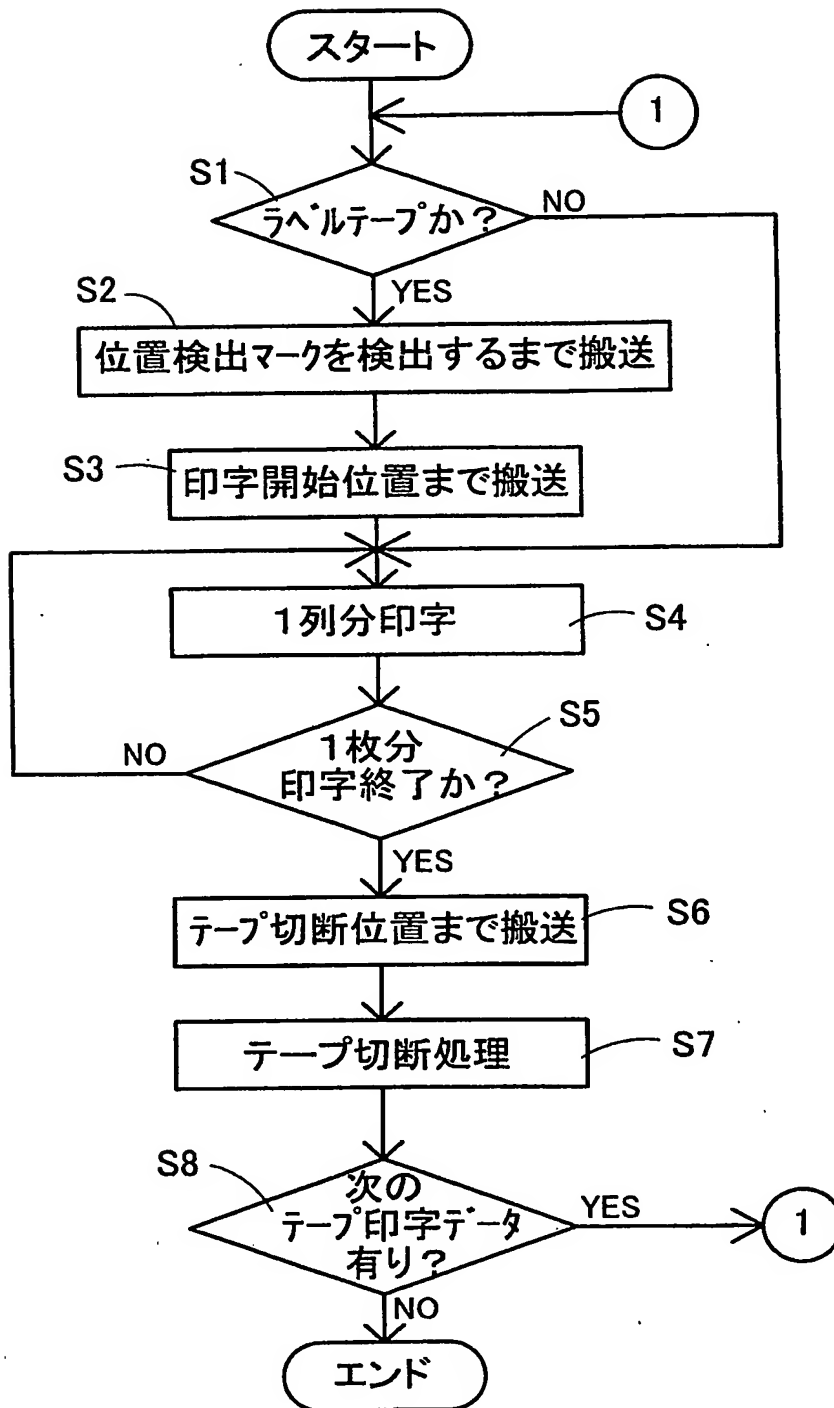 スタート
1
S1
ラベルテープか？
NO
YES
S2
位置検出マークを検出するまで搬送
S3
印字開始位置まで搬送
1列分印字
S4
S5
1枚分
印字終了か？
NO
YES
テープ切断位置まで搬送
S6
テープ切断処理
S7
S8
次の
テープ印字データ
有り？
YES
1
NO
エンド